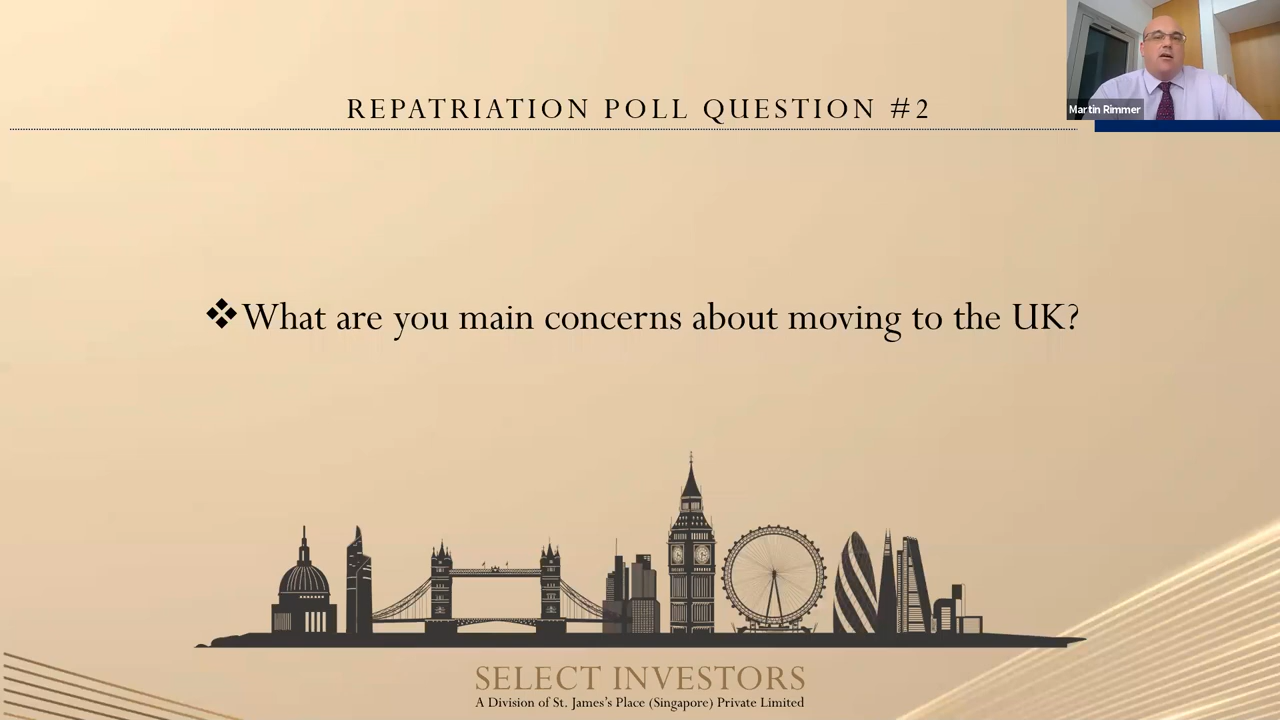 REPATRIATION POLL QUESTION #2
Martin Rimmer
❖What are you main concerns about moving to the UK?
SELECT INVESTORS
A Division of St. James's Place (Singapore) Private Limited